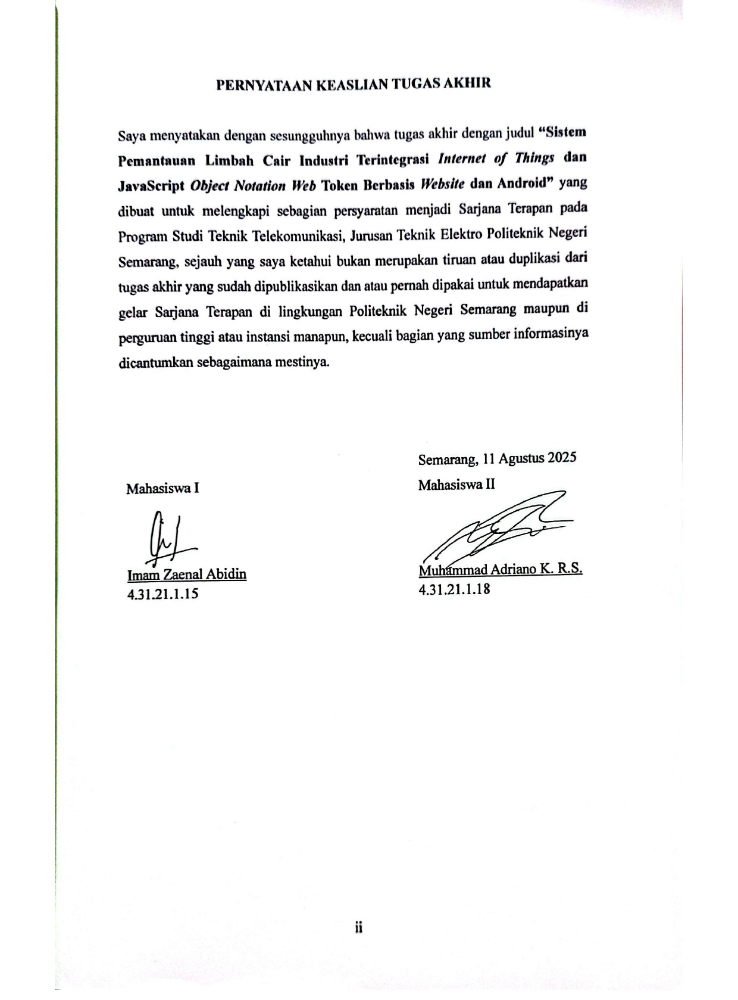 PERNYATAAN KEASLIAN TUGAS AKHIR
Saya menyatakan dengan sesungguhnya bahwa tugas akhir dengan judul “Sistem
Pemantauan Limbah Cair Industri Terintegrasi Internet of Things dan
JavaScript Object Notation Web Token Berbasis Website dan Android” yang
dibuat untuk melengkapi sebagian persyaratan menjadi Sarjana Terapan pada
Program Studi Teknik Telekomunikasi, Jurusan Teknik Elektro Politeknik Negeri
Semarang, sejauh yang saya ketahui bukan merupakan tiruan atau duplikasi dari
tugas akhir yang sudah dipublikasikan dan atau pernah dipakai untuk mendapatkan
gelar Sarjana Terapan di lingkungan Politeknik Negeri Semarang maupun di
perguruan tinggi atau instansi manapun, kecuali bagian yang sumber informasinya
dicantumkan sebagaimana mestinya.
Semarang, 11 Agustus 2025
Mahasiswa I
Mahasiswa II
Imam Zaenal Abidin
Muhammad Adriano K. R.S.
4.31.21.1.15
4.31.21.1.18
ii